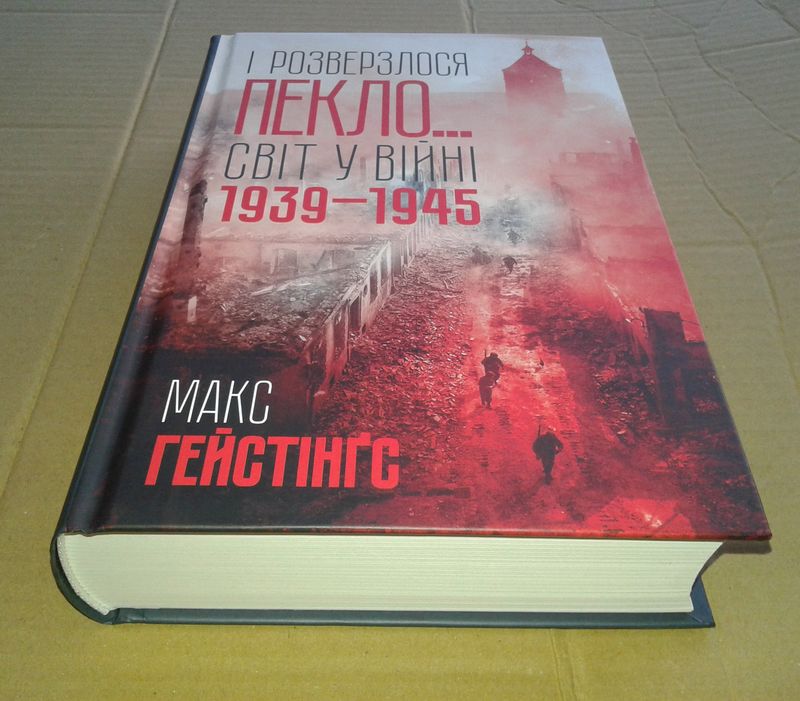 І РОЗВЕРЗЛОСЯ
ПЕКЛО...
СВІТ У ВІЙНІ
1939—1945
МАКС
ГЕЙСТІНҐС